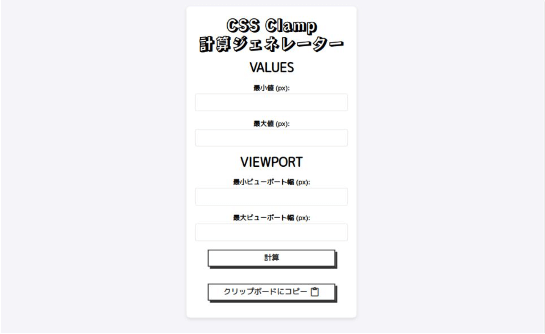 CSS Clamp
計算ジェネレーター
VALUES
最小値 (px):
最大値 (px):
VIEWPORT
最小ビューポート幅 (px):
最大ビューポート幅 (px):
計算
クリップボードにコピー